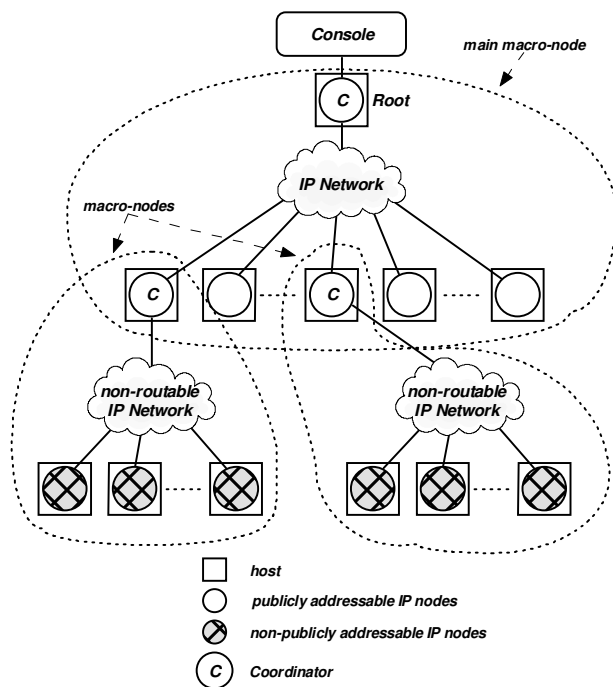 Console
main macro-node
C
Root
IP Network
macro-nodes
C
C
non-routable
IP Network
non-routable
IP Network
host
publicly addressable IP nodes
non-publicly addressable IP nodes
C
Coordinator